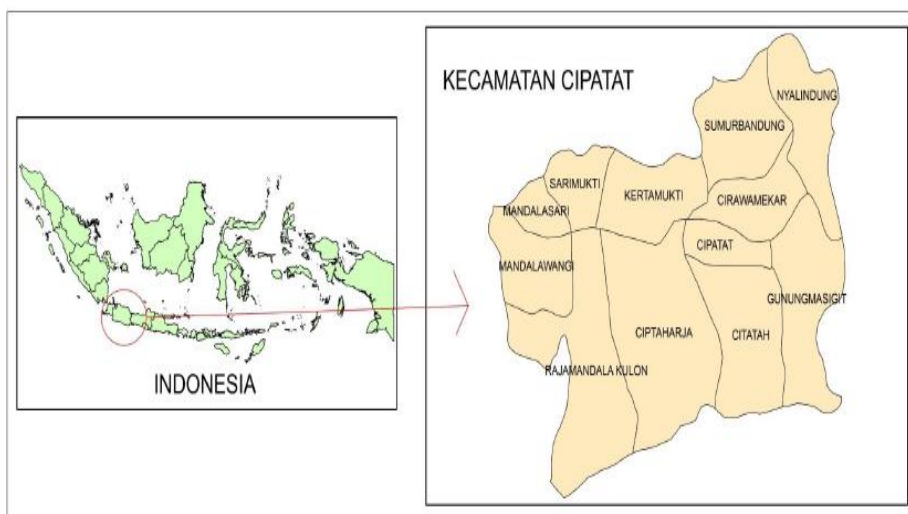 INDONESIA
KECAMATAN CIPATAT
NYALINDUNG
SUMURBANDUNG
SARIMUKTI
KERTAMUKTI
CIRAWAMEKAR
MANDALASARI
CIPATAT
MANDALAWANGI
GUNUNGMASIGIT
CIPTAHARJA
CITATAH
RAJAMANDALA KULON